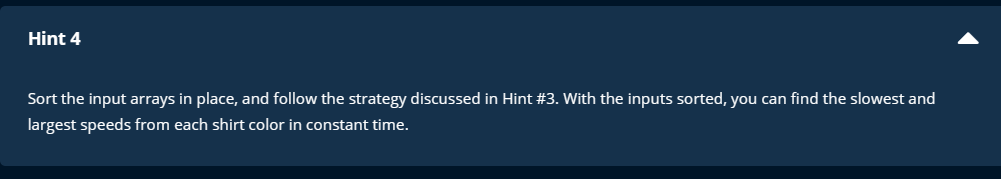 Hint 4
Sort the input arrays in place, and follow the strategy discussed in Hint #3. With the inputs sorted, you can find the slowest and
largest speeds from each shirt color in constant time.